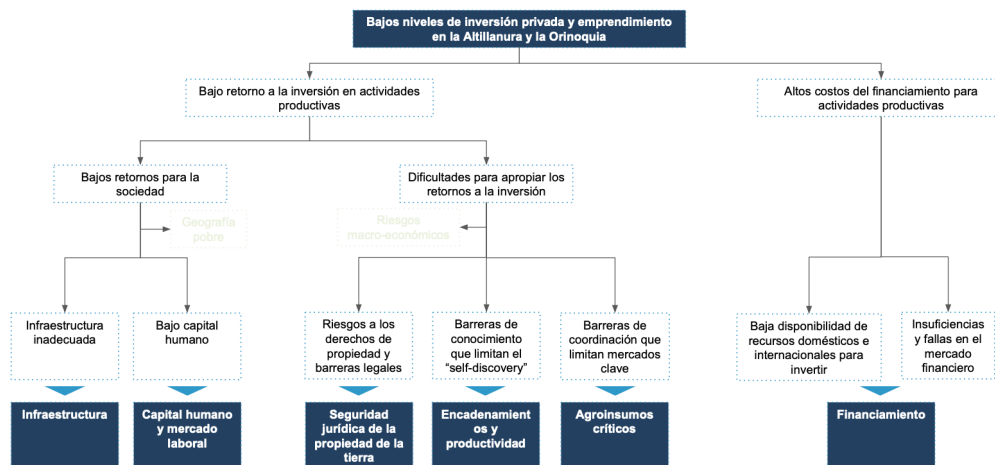 Bajos niveles de inversión privada y emprendimiento
en la Altillanura y la Orinoquia
Bajo retorno a la inversión en actividades
productivas
Altos costos del financiamiento para
actividades productivas
Bajos retornos para la
sociedad
Dificultades para apropiar los
retornos a la inversión
Geografía
pobre
Riesgos
macro-económicos
Infraestructura
inadecuada
Bajo capital
humano
Riesgos a los
derechos de
propiedad y
barreras legales
Barreras de
conocimiento
que limitan el
“self-discovery”
Barreras de
coordinación que
limitan mercados
clave
Baja disponibilidad de
recursos domésticos e
internacionales para
invertir
Insuficiencias
y fallas en el
mercado
financiero
Infraestructura
Capital humano
y mercado
laboral
Seguridad
jurídica de la
propiedad de la
tierra
Encadenamient
os y
productividad
Agroinsumos
críticos
Financiamiento